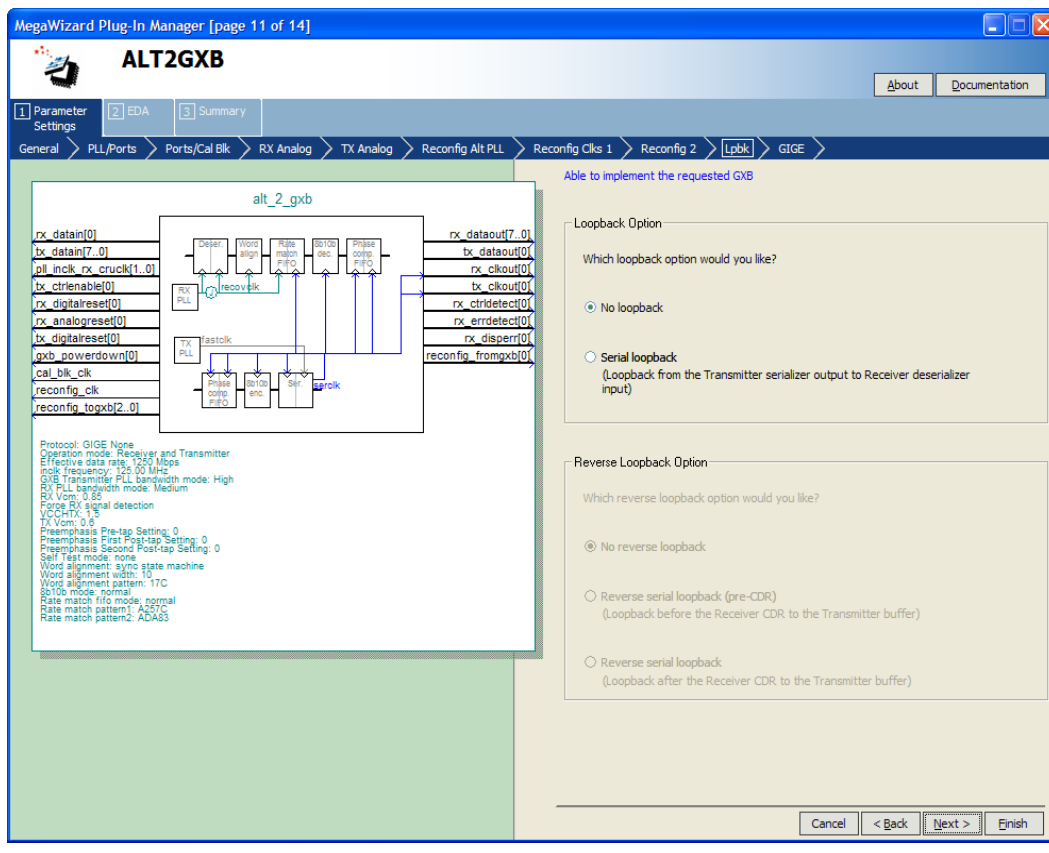 MegaWizard Plug-In Manager [page 11 of 14]
ALT2GXB
About Documentation
1 Parameter Settings 2 EDA 3 Summary
General PLL/Ports Ports/Cal Blk RX Analog TX Analog Reconfig Alt PLL Reconfig Clks 1 Reconfig 2 Lpbk GIGE
alt_2_gxb
rx_datain[0]
tx_datain[7..0]
pll_inclk_rx_cruclk[1..0]
tx_ctrlenable[0]
rx_digitalreset[0]
rx_analogreset[0]
tx_digitalreset[0]
gxb_powerdown[0]
cal_blk_clk
reconfig_clk
reconfig_togxb[2..0]
Deser.
Word align
Rate match FIFO
8b10b dec.
Phase comp. FIFO
RX PLL
recovclk
TX PLL
fastclk
Phase comp. FIFO
8b10b enc.
Ser.
serclk
rx_dataout[7..0]
tx_dataout[0]
rx_clkout[0]
tx_clkout[0]
rx_ctrldetect[0]
rx_errdetect[0]
rx_disperr[0]
reconfig_fromgxb[0]
Protocol: GIGE None
Operation mode: Receiver and Transmitter
Effective data rate: 1250 Mbps
inclk frequency: 125.00 MHz
GXB Transmitter PLL bandwidth mode: High
RX PLL bandwidth mode: Medium
RX Vcm: 0.85
Force RX signal detection
VCCHTX: 1.5
TX Vcm: 0.6
Preemphasis Pre-tap Setting: 0
Preemphasis First Post-tap Setting: 0
Preemphasis Second Post-tap Setting: 0
Self Test mode: none
Word alignment: sync state machine
Word alignment width: 10
Word alignment pattern: 17C
8b10b mode: normal
Rate match fifo mode: normal
Rate match pattern1: A257C
Rate match pattern2: ADA83
Able to implement the requested GXB
Loopback Option
Which loopback option would you like?
No loopback
Serial loopback
(Loopback from the Transmitter serializer output to Receiver deserializer
input)
Reverse Loopback Option
Which reverse loopback option would you like?
No reverse loopback
Reverse serial loopback (pre-CDR)
(Loopback before the Receiver CDR to the Transmitter buffer)
Reverse serial loopback
(Loopback after the Receiver CDR to the Transmitter buffer)
Cancel < Back Next > Finish